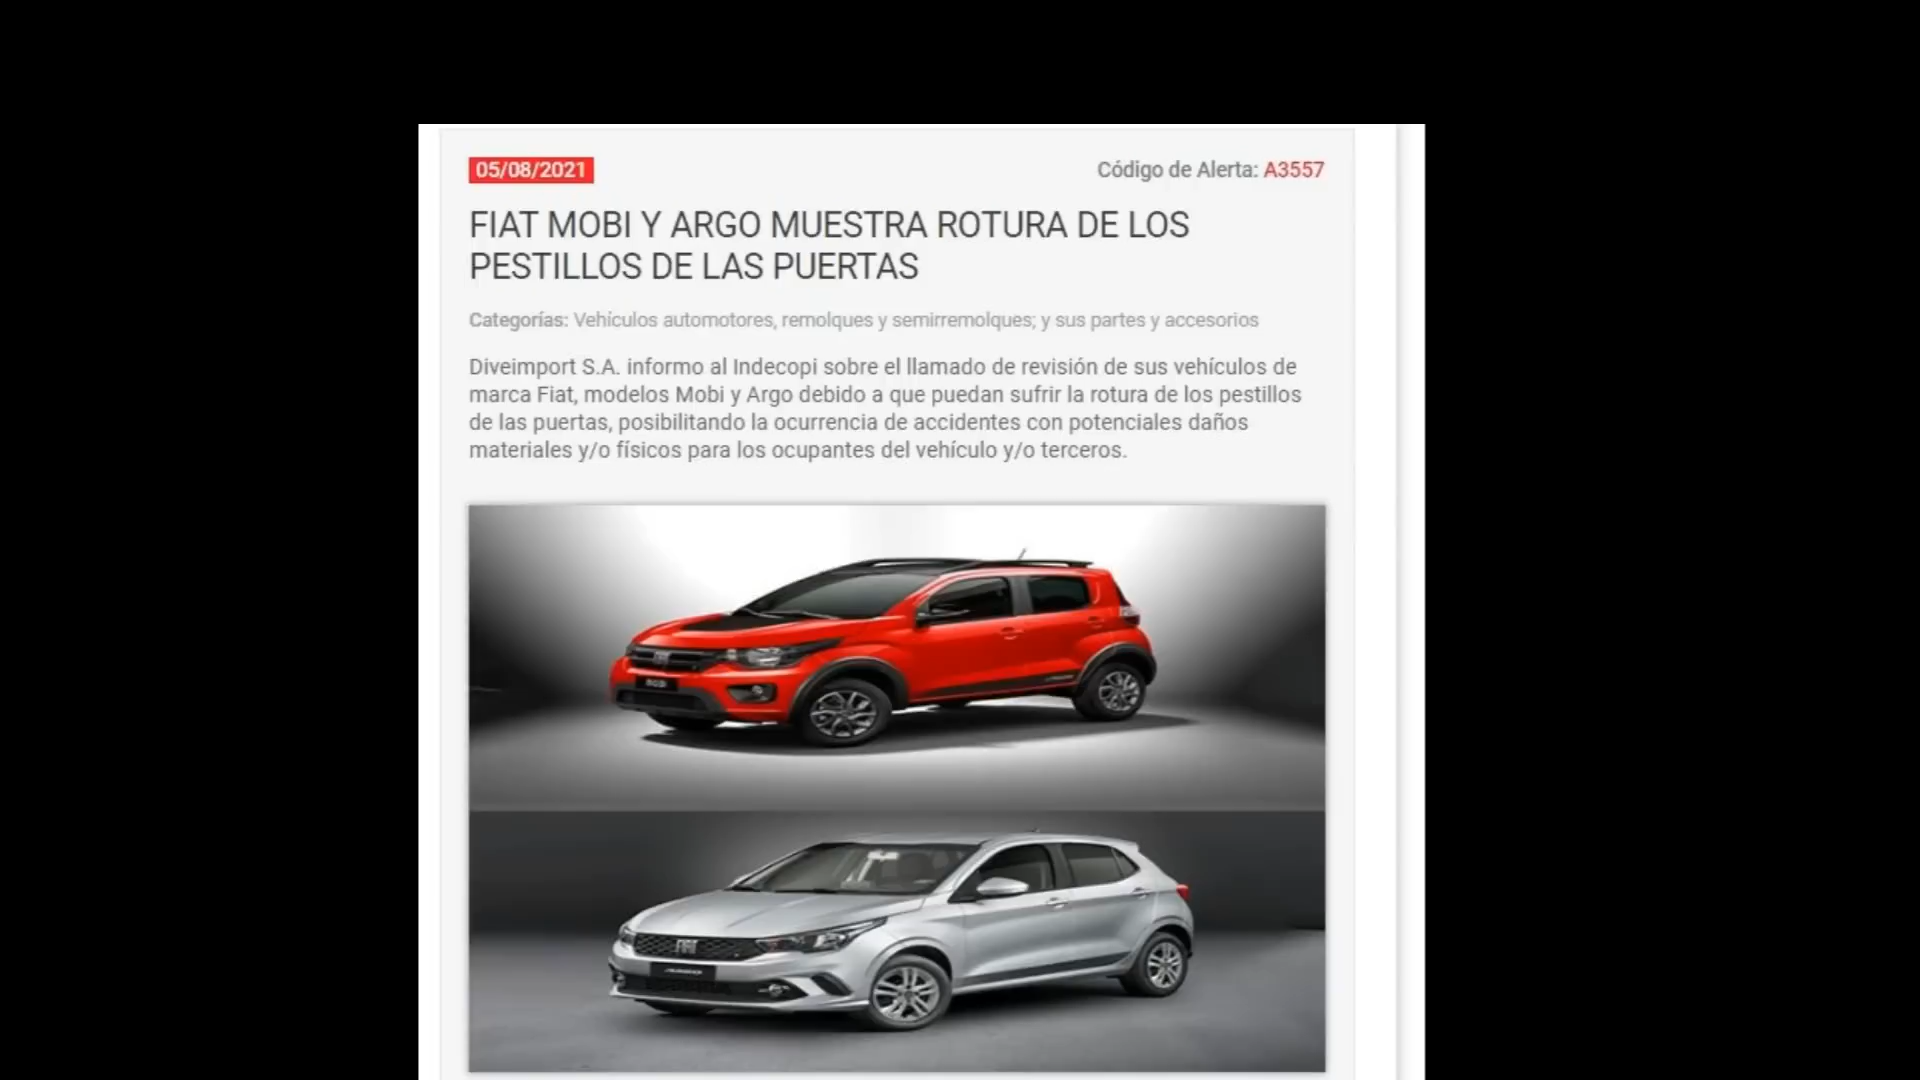 05/08/2021
Código de Alerta: A3557
FIAT MOBI Y ARGO MUESTRA ROTURA DE LOS
PESTILLOS DE LAS PUERTAS
Categorías: Vehículos automotores, remolques y semirremolques; y sus partes y accesorios
Diveimport S.A. informo al Indecopi sobre el llamado de revisión de sus vehículos de
marca Fiat, modelos Mobi y Argo debido a que puedan sufrir la rotura de los pestillos
de las puertas, posibilitando la ocurrencia de accidentes con potenciales daños
materiales y/o físicos para los ocupantes del vehículo y/o terceros.
MOBI
FIAT
ARGO